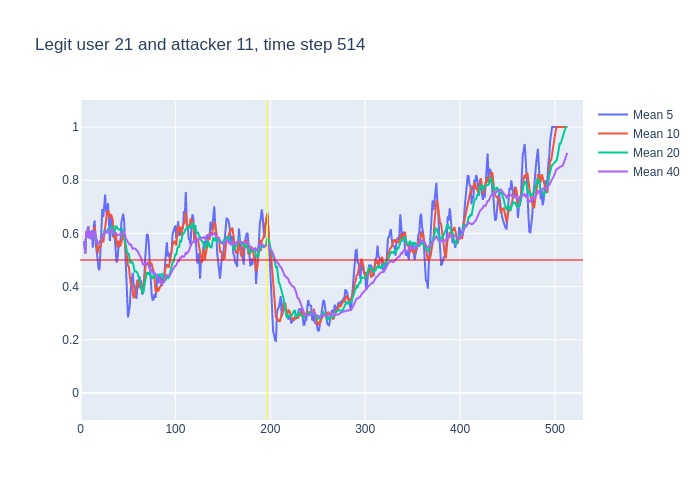 Legit user 21 and attacker 11, time step 514
Mean 5
Mean 10
Mean 20
Mean 40
1
0.8
0.6
0.4
0.2
0
0 100 200 300 400 500